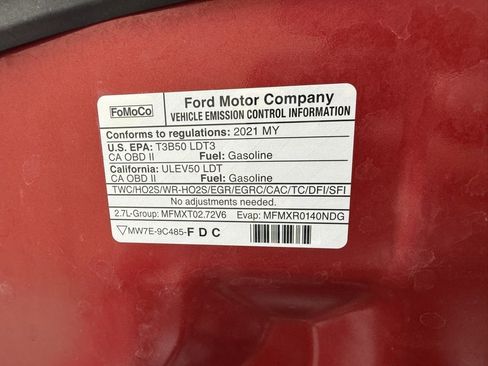 FoMoCo
Ford Motor Company
VEHICLE EMISSION CONTROL INFORMATION
Conforms to regulations: 2021 MY
U.S. EPA: T3B50 LDT3
CA OBD II Fuel: Gasoline
California: ULEV50 LDT
CA OBD II Fuel: Gasoline
TWC/HO2S/WR-HO2S/EGR/EGRC/CAC/TC/DFI/SFI
No adjustments needed.
2.7L-Group: MFMXT02.72V6 Evap: MFMXR0140NDG
MW7E-9C485-F D C